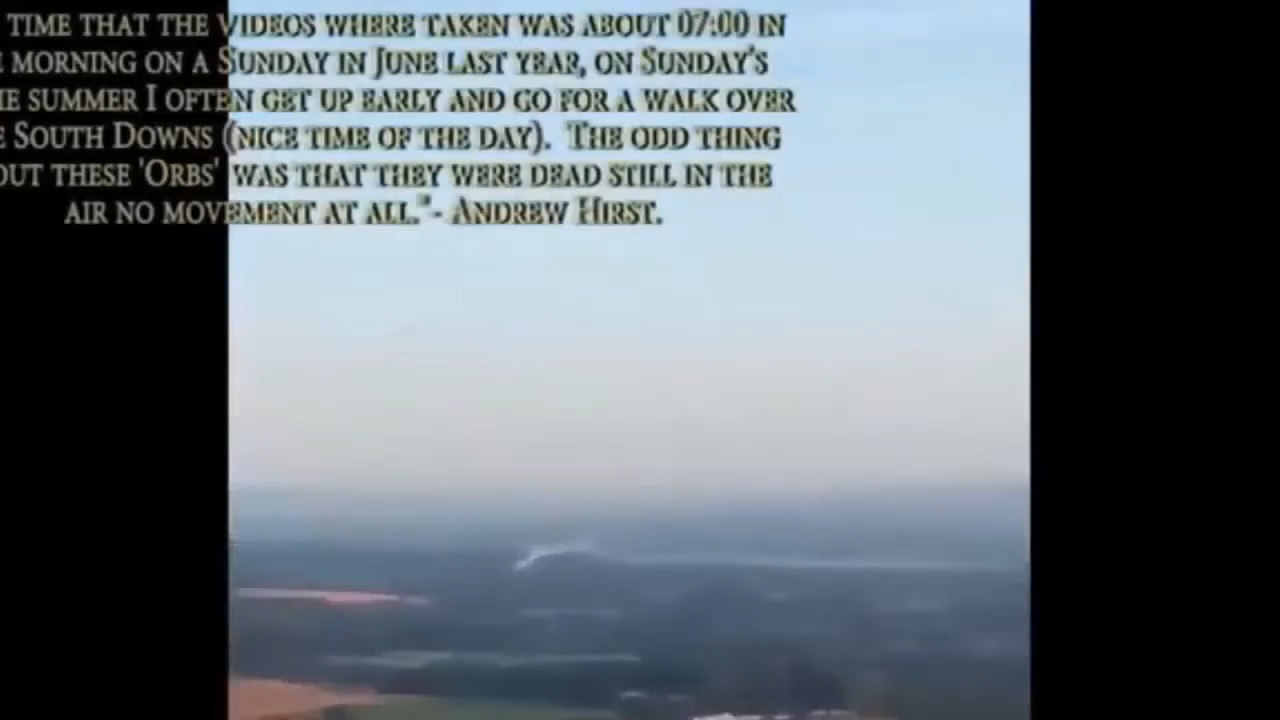 TIME THAT THE VIDEOS WHERE TAKEN WAS ABOUT 07:00 IN
E MORNING ON A SUNDAY IN JUNE LAST YEAR, ON SUNDAY'S
HE SUMMER I OFTEN GET UP EARLY AND GO FOR A WALK OVER
E SOUTH DOWNS (NICE TIME OF THE DAY). THE ODD THING
OUT THESE 'ORBS' WAS THAT THEY WERE DEAD STILL IN THE
AIR NO MOVEMENT AT ALL."- ANDREW HIRST.